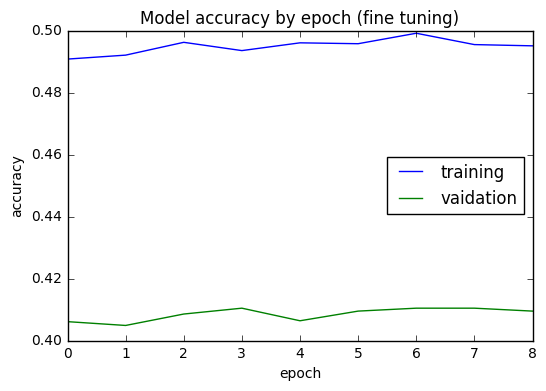 Model accuracy by epoch (fine tuning)
0.50
0.48
0.46
0.44
0.42
0.40
accuracy
training
vaidation
0 1 2 3 4 5 6 7 8
epoch